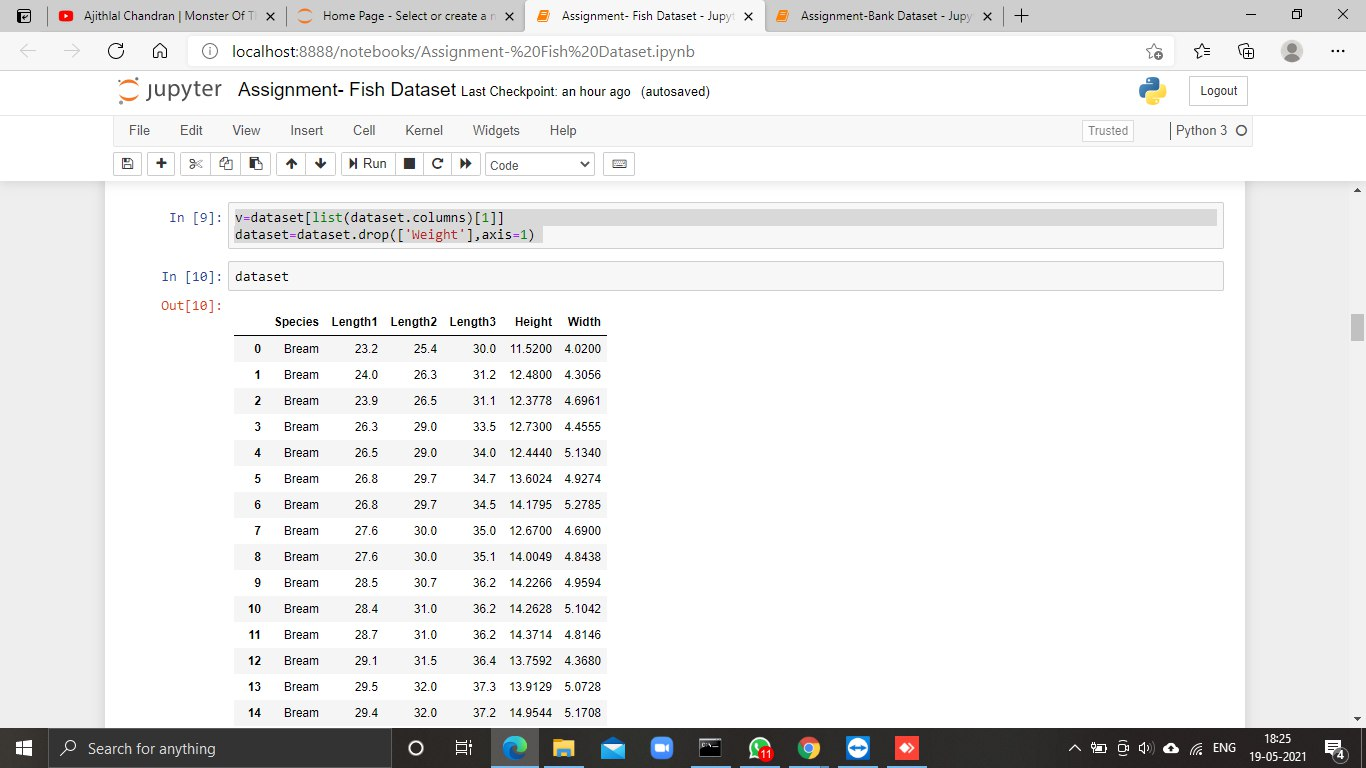 Ajithlal Chandran | Monster Of T
Home Page - Select or create a n
Assignment- Fish Dataset - Jupyt
Assignment-Bank Dataset - Jupy
localhost:8888/notebooks/Assignment-%20Fish%20Dataset.ipynb
jupyter Assignment- Fish Dataset Last Checkpoint: an hour ago (autosaved)
Logout
File Edit View Insert Cell Kernel Widgets Help
Trusted
Python 3
Run
Code
In [9]: v=dataset[list(dataset.columns)[1]]
dataset=dataset.drop(['Weight'],axis=1)
In [10]: dataset
Out[10]:
Species Length1 Length2 Length3 Height Width
0 Bream 23.2 25.4 30.0 11.5200 4.0200
1 Bream 24.0 26.3 31.2 12.4800 4.3056
2 Bream 23.9 26.5 31.1 12.3778 4.6961
3 Bream 26.3 29.0 33.5 12.7300 4.4555
4 Bream 26.5 29.0 34.0 12.4440 5.1340
5 Bream 26.8 29.7 34.7 13.6024 4.9274
6 Bream 26.8 29.7 34.5 14.1795 5.2785
7 Bream 27.6 30.0 35.0 12.6700 4.6900
8 Bream 27.6 30.0 35.1 14.0049 4.8438
9 Bream 28.5 30.7 36.2 14.2266 4.9594
10 Bream 28.4 31.0 36.2 14.2628 5.1042
11 Bream 28.7 31.0 36.2 14.3714 4.8146
12 Bream 29.1 31.5 36.4 13.7592 4.3680
13 Bream 29.5 32.0 37.3 13.9129 5.0728
14 Bream 29.4 32.0 37.2 14.9544 5.1708
Search for anything
11
ENG
18:25
19-05-2021
4